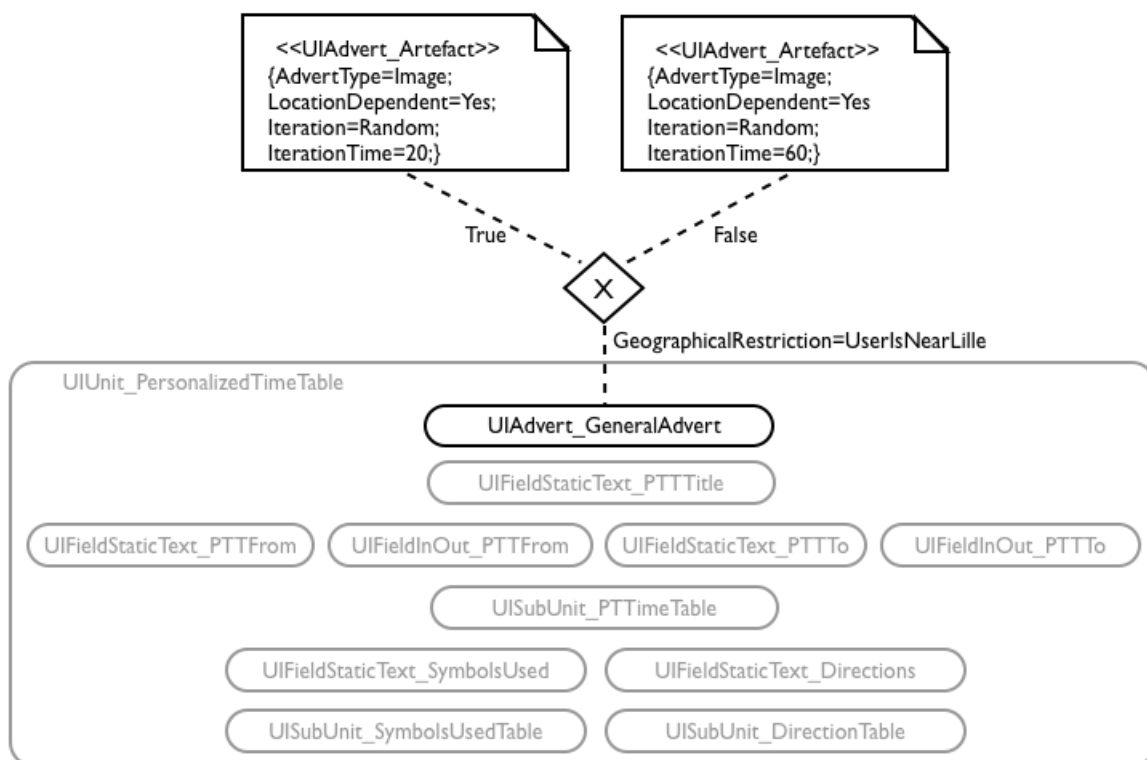 <<UIAdvert_Artefact>>
{AdvertType=Image;
LocationDependent=Yes;
Iteration=Random;
IterationTime=20;}
<<UIAdvert_Artefact>>
{AdvertType=Image;
LocationDependent=Yes
Iteration=Random;
IterationTime=60;}
True
False
X
GeographicalRestriction=UserIsNearLille
UIUnit_PersonalizedTimeTable
UIAdvert_GeneralAdvert
UIFieldStaticText_PTTTitle
UIFieldStaticText_PTTFrom
UIFieldInOut_PTTFrom
UIFieldStaticText_PTTTo
UIFieldInOut_PTTTo
UISubUnit_PTTimeTable
UIFieldStaticText_SymbolsUsed
UIFieldStaticText_Directions
UISubUnit_SymbolsUsedTable
UISubUnit_DirectionTable